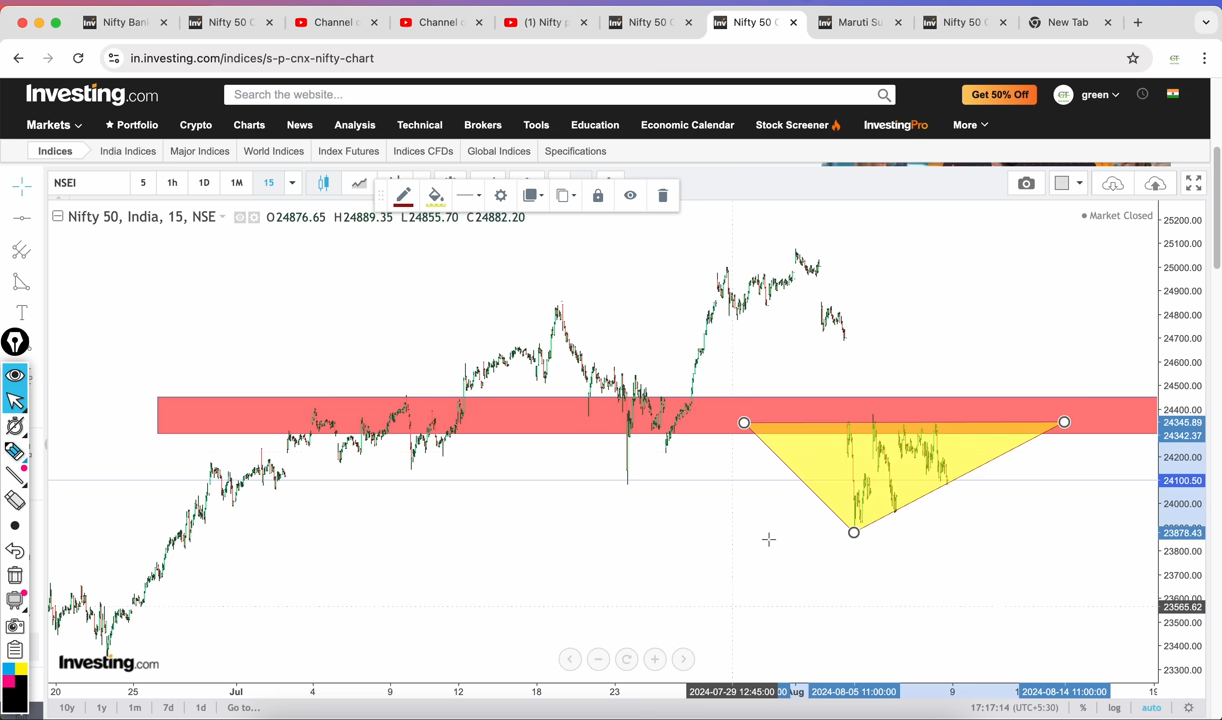 Nifty Bank
Nifty 50 C
Channel c
Channel c
(1) Nifty p
Nifty 50 C
Nifty 50 C
Maruti Su
Nifty 50 C
New Tab
in.investing.com/indices/s-p-cnx-nifty-chart
Investing.com
Search the website...
Get 50% Off
green
Markets
Portfolio
Crypto
Charts
News
Analysis
Technical
Brokers
Tools
Education
Economic Calendar
Stock Screener
InvestingPro
More
Indices
India Indices
Major Indices
World Indices
Index Futures
Indices CFDs
Global Indices
Specifications
NSEI
5
1h
1D
1M
15
Nifty 50, India, 15, NSE
O24876.65 H24889.35 L24855.70 C24882.20
Market Closed
25200.00
25100.00
25000.00
24900.00
24800.00
24700.00
24600.00
24500.00
24400.00
24345.89
24342.37
24200.00
24100.50
24000.00
23878.43
23800.00
23700.00
23565.62
23500.00
23400.00
23300.00
Investing.com
20
25
Jul
4
9
12
18
23
2024-07-29 12:45:00
2024-08-05 11:00:00
9
2024-08-14 11:00:00
10y
1y
1m
7d
1d
Go to...
17:17:14 (UTC+5:30)
%
log
auto